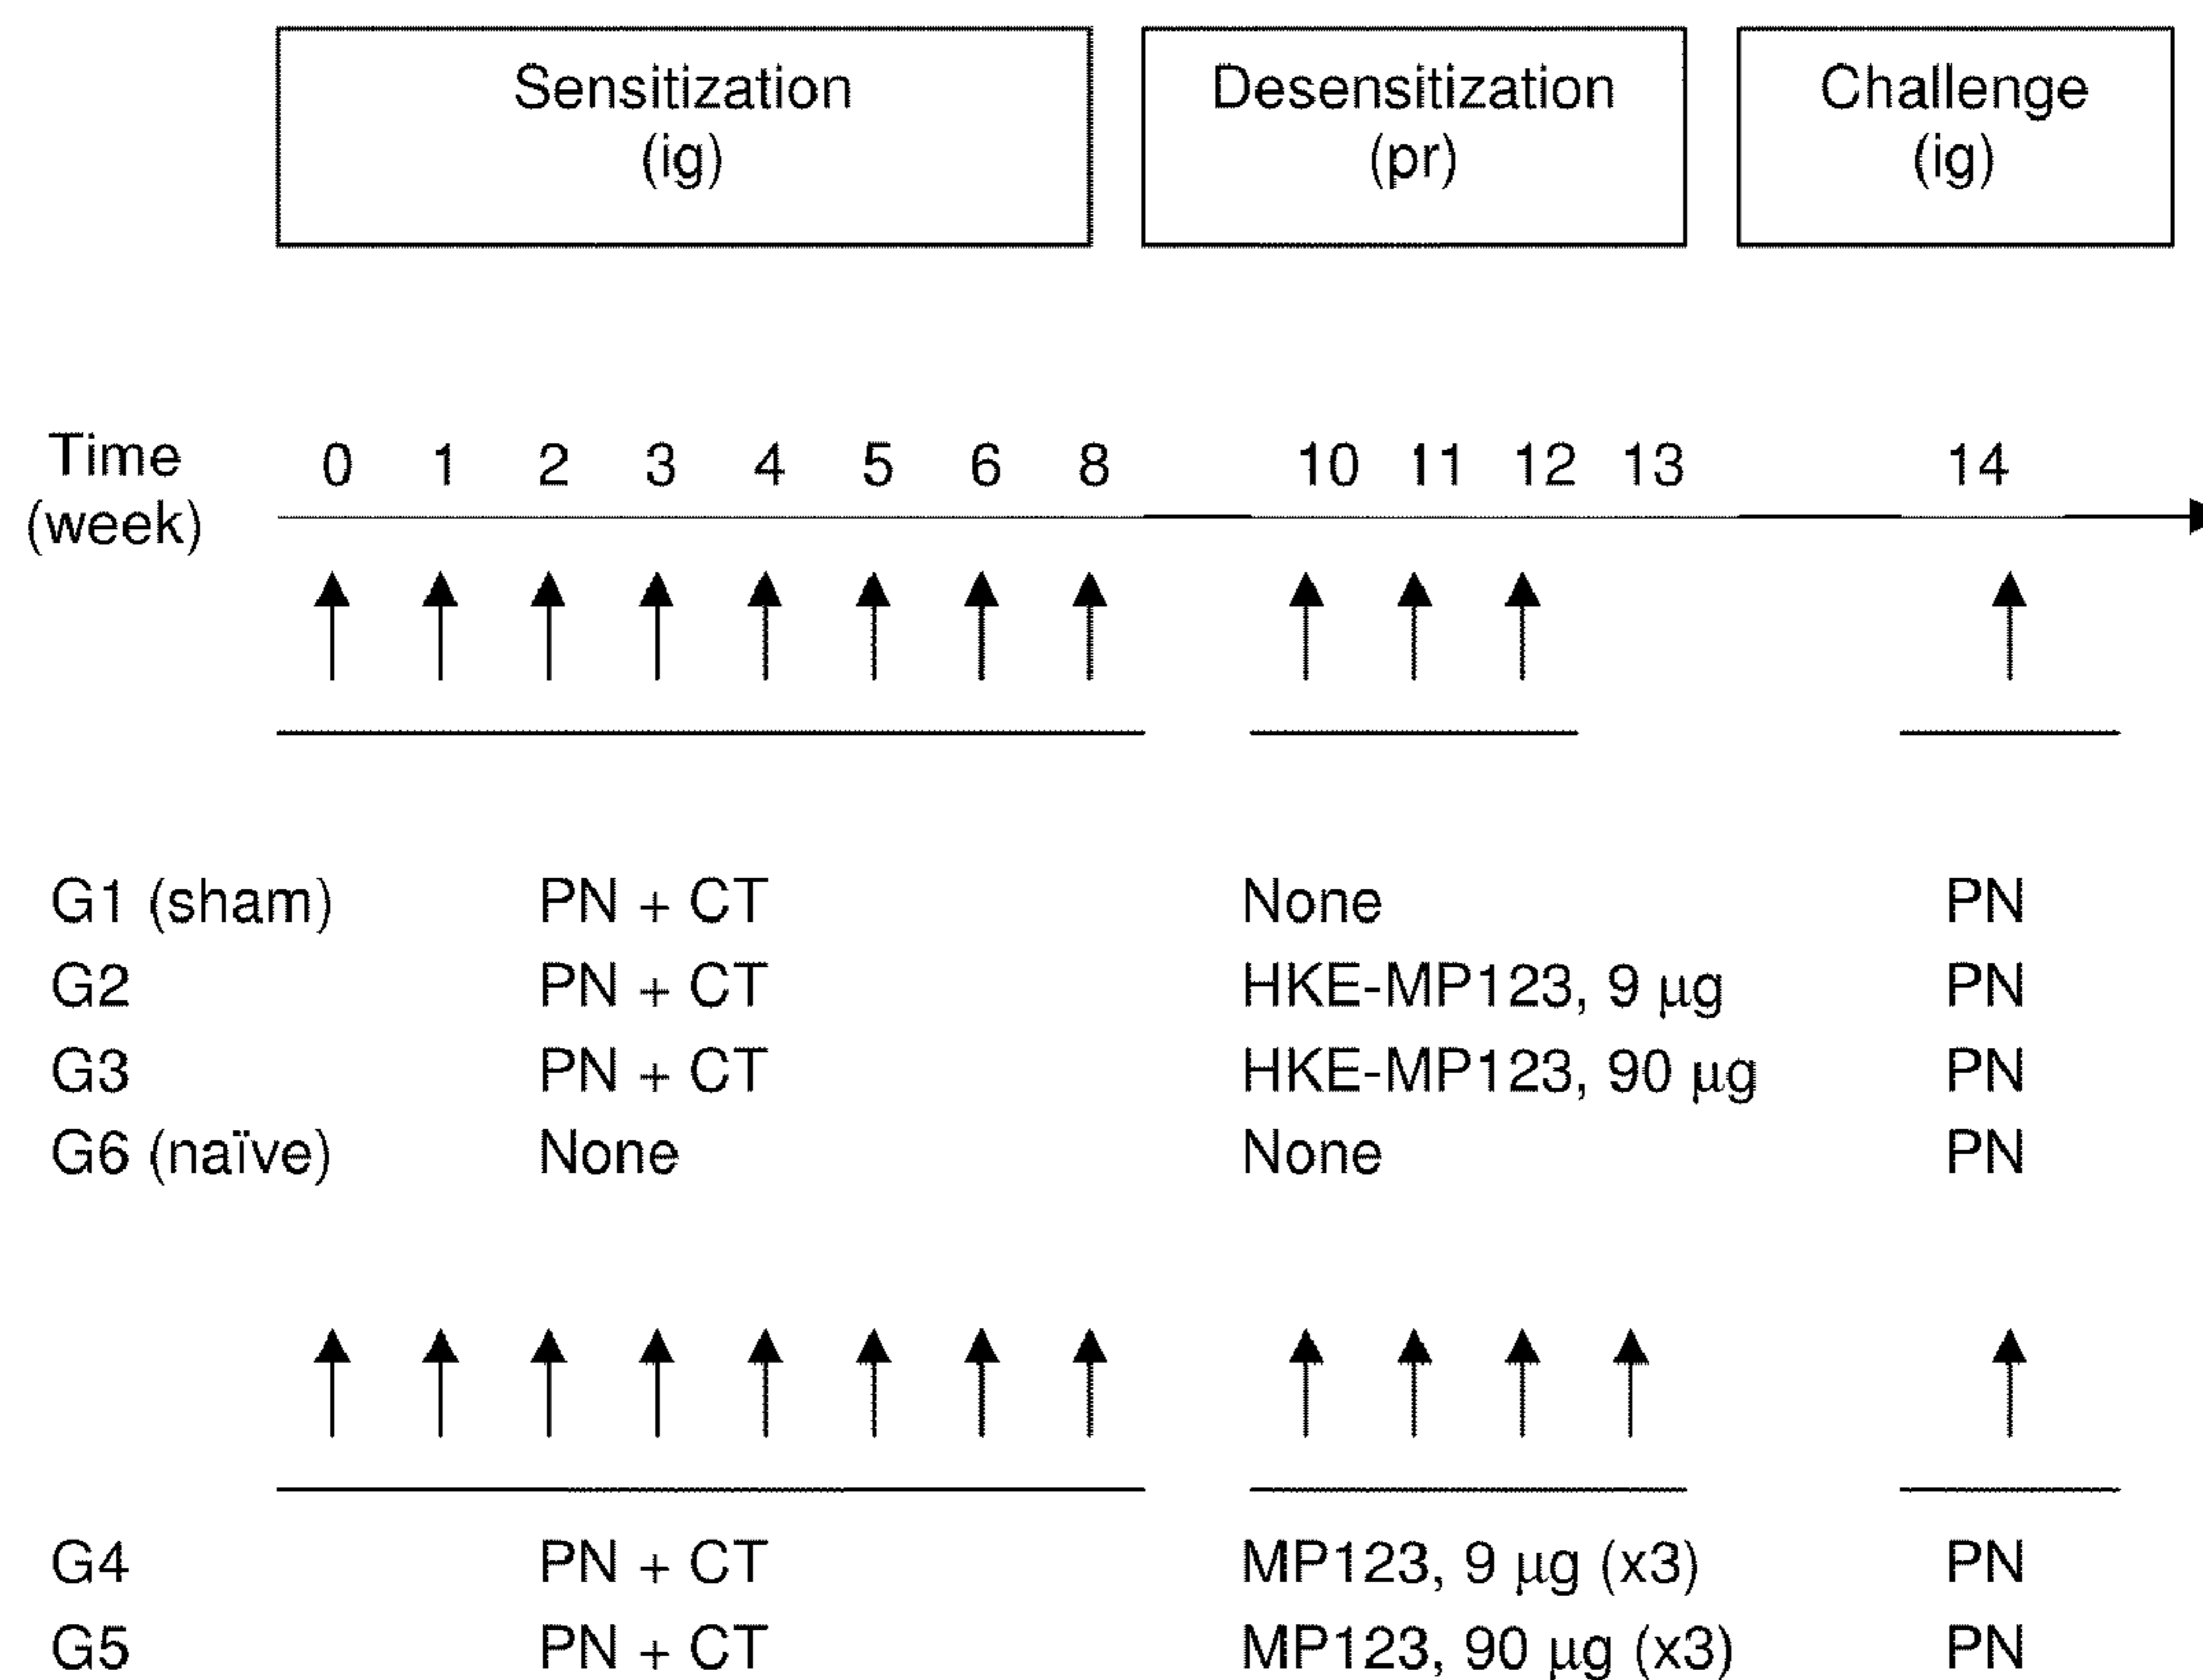 Sensitization Desensitization Challenge
(ig) (pr) (ig)
Time 0 1 2 3 4 5 6 8 10 11 12 13 14
(week)
G1 (sham) PN + CT None PN
G2 PN + CT HKE-MP123, 9 μg PN
G3 PN + CT HKE-MP123, 90 μg PN
G6 (naïve) None None PN
G4 PN + CT MP123, 9 μg (x3) PN
G5 PN + CT MP123, 90 μg (x3) PN